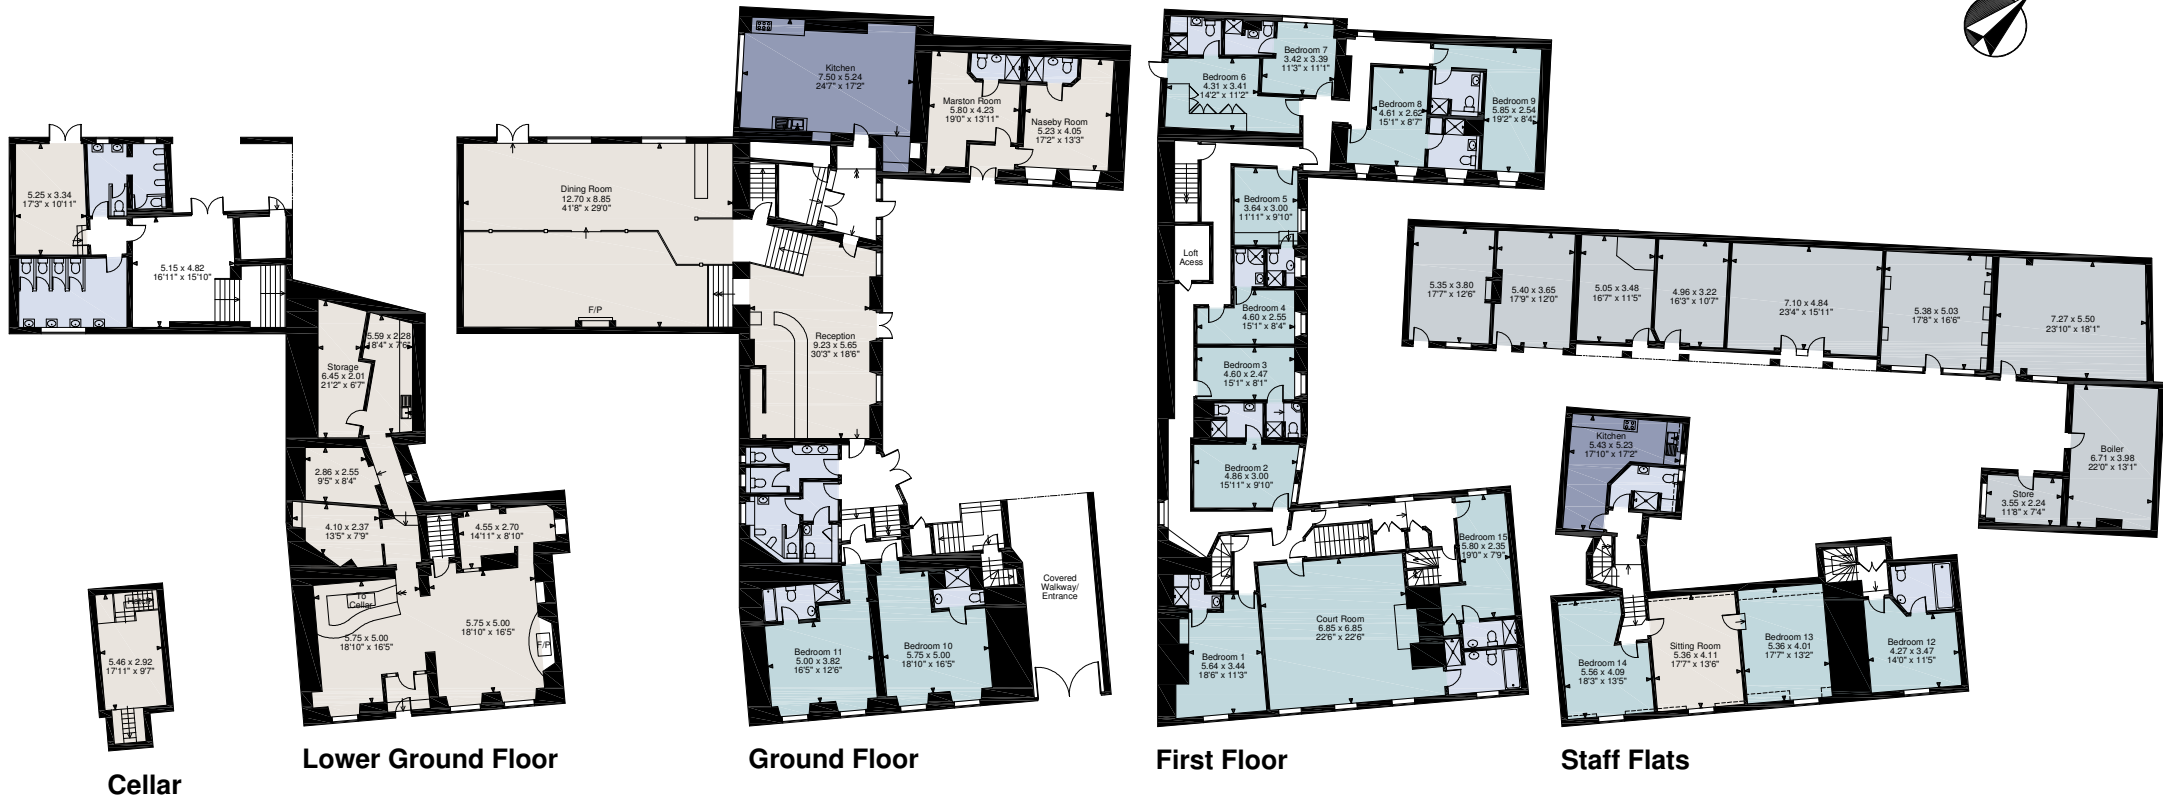 5.25 x 3.34
17'3" x 10'11"
5.15 x 4.82
16'11" x 15'10"
5.59 x 2.28
18'4" x 7'6"
Storage
6.45 x 2.01
21'2" x 6'7"
2.86 x 2.55
9'5" x 8'4"
4.10 x 2.37
13'5" x 7'9"
4.55 x 2.70
14'11" x 8'10"
To
Cellar
5.75 x 5.00
18'10" x 16'5"
5.75 x 5.00
18'10" x 16'5"
F/P
5.46 x 2.92
17'11" x 9'7"
Cellar
Lower Ground Floor
Kitchen
7.50 x 5.24
24'7" x 17'2"
Marston Room
5.80 x 4.23
19'0" x 13'11"
Naseby Room
5.23 x 4.05
17'2" x 13'3"
Dining Room
12.70 x 8.85
41'8" x 29'0"
F/P
Reception
9.23 x 5.65
30'3" x 18'6"
Covered
Walkway/
Entrance
Bedroom 11
5.00 x 3.82
16'5" x 12'6"
Bedroom 10
5.75 x 5.00
18'10" x 16'5"
Ground Floor
Bedroom 7
3.42 x 3.39
11'3" x 11'1"
Bedroom 6
4.31 x 3.41
14'2" x 11'2"
Bedroom 8
4.61 x 2.62
15'1" x 8'7"
Bedroom 9
5.85 x 2.54
19'2" x 8'4"
Bedroom 5
3.64 x 3.00
11'11" x 9'10"
Loft
Acess
Bedroom 4
4.60 x 2.55
15'1" x 8'4"
Bedroom 3
4.60 x 2.47
15'1" x 8'1"
Bedroom 2
4.86 x 3.00
15'11" x 9'10"
Bedroom 15
5.80 x 2.35
19'0" x 7'9"
Court Room
6.85 x 6.85
22'6" x 22'6"
Bedroom 1
5.64 x 3.44
18'6" x 11'3"
First Floor
5.35 x 3.80
17'7" x 12'6"
5.40 x 3.65
17'9" x 12'0"
5.05 x 3.48
16'7" x 11'5"
4.96 x 3.22
16'3" x 10'7"
7.10 x 4.84
23'4" x 15'11"
5.38 x 5.03
17'8" x 16'6"
7.27 x 5.50
23'10" x 18'1"
Boiler
6.71 x 3.98
22'0" x 13'1"
Store
3.55 x 2.24
11'8" x 7'4"
Kitchen
5.43 x 5.23
17'10" x 17'2"
Bedroom 14
5.56 x 4.09
18'3" x 13'5"
Sitting Room
5.36 x 4.11
17'7" x 13'6"
Bedroom 13
5.36 x 4.01
17'7" x 13'2"
Bedroom 12
4.27 x 3.47
14'0" x 11'5"
Staff Flats